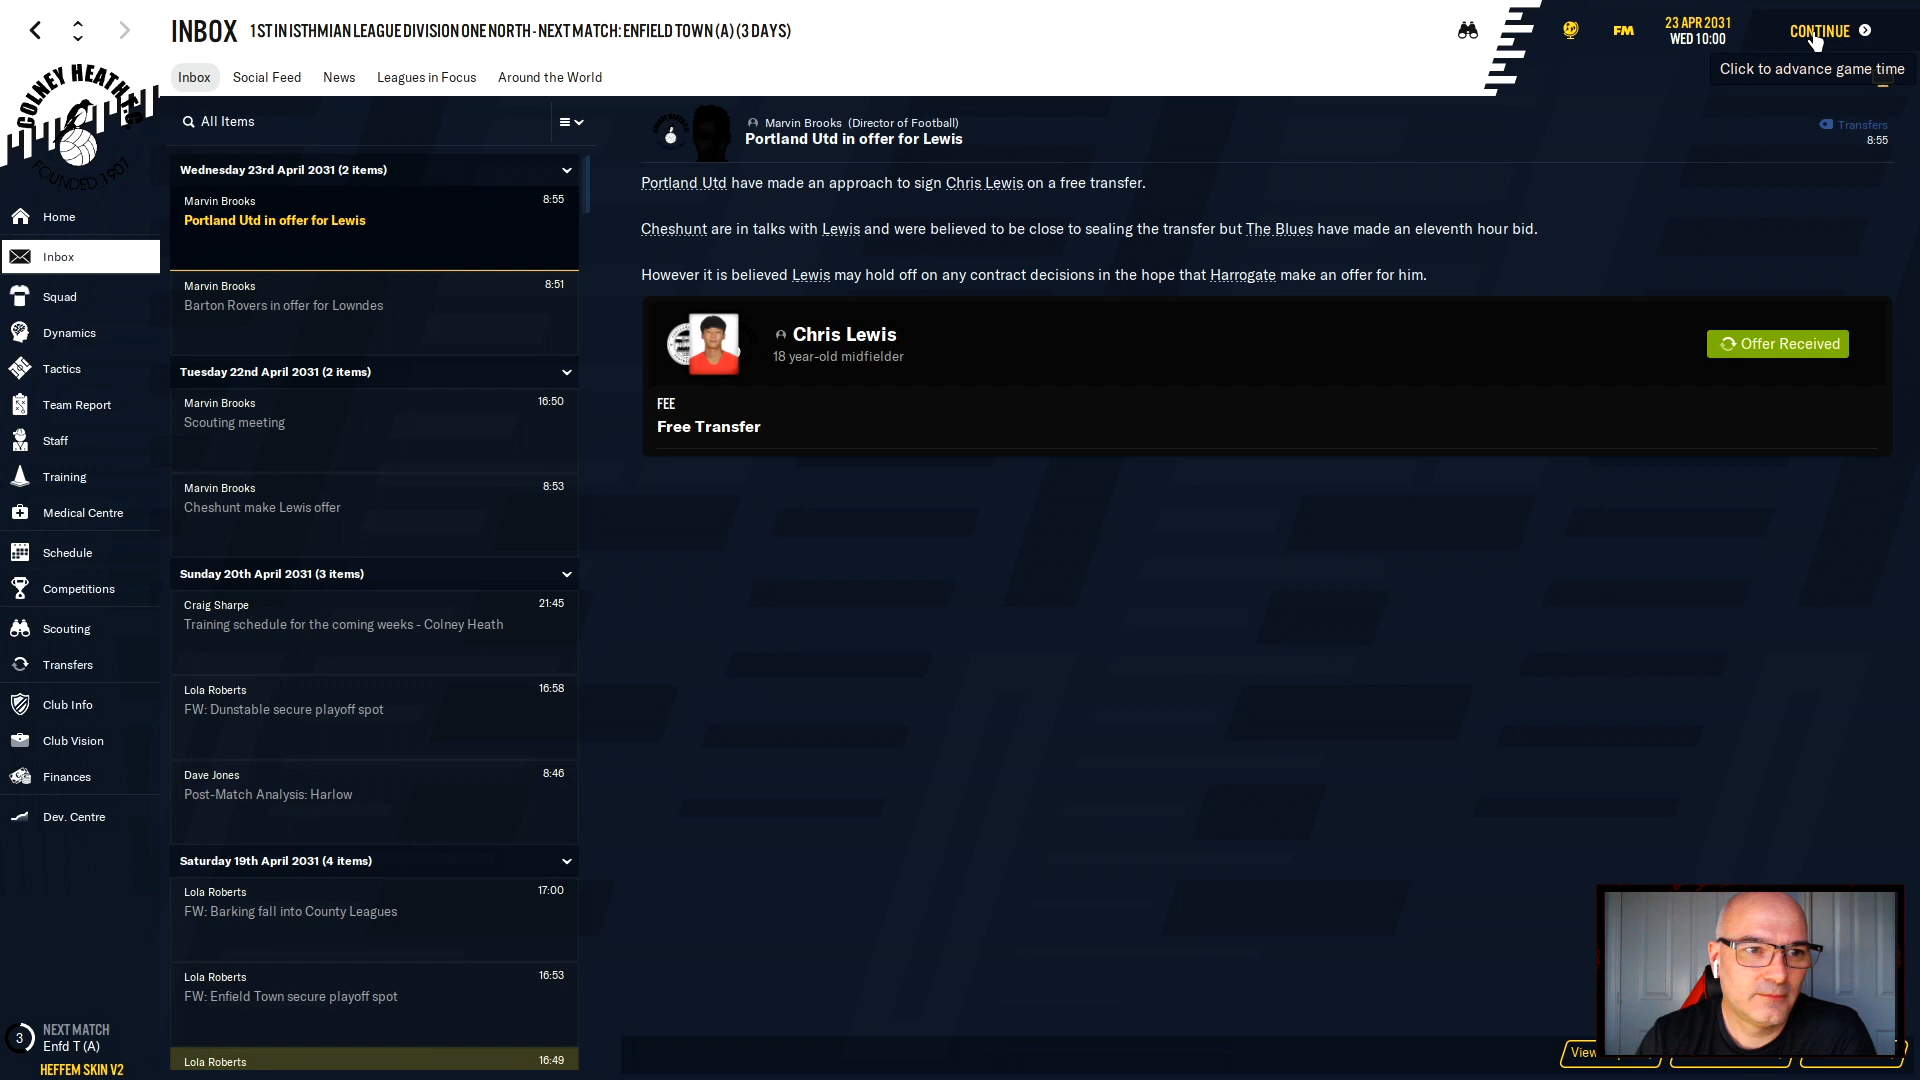 INBOX
1ST IN ISTHMIAN LEAGUE DIVISION ONE NORTH - NEXT MATCH: ENFIELD TOWN (A) (3 DAYS)
FM
23 APR 2031
WED 10:00
CONTINUE
Click to advance game time
Inbox
Social Feed
News
Leagues in Focus
Around the World
COLNEY HEATH F.C.
FOUNDED 1907
Home
Inbox
Squad
Dynamics
Tactics
Team Report
Staff
Training
Medical Centre
Schedule
Competitions
Scouting
Transfers
Club Info
Club Vision
Finances
Dev. Centre
3
NEXT MATCH
Enfd T (A)
HEFFEM SKIN V2
All Items
Wednesday 23rd April 2031 (2 items)
Marvin Brooks 8:55
Portland Utd in offer for Lewis
Marvin Brooks 8:51
Barton Rovers in offer for Lowndes
Tuesday 22nd April 2031 (2 items)
Marvin Brooks 16:50
Scouting meeting
Marvin Brooks 8:53
Cheshunt make Lewis offer
Sunday 20th April 2031 (3 items)
Craig Sharpe 21:45
Training schedule for the coming weeks - Colney Heath
Lola Roberts 16:58
FW: Dunstable secure playoff spot
Dave Jones 8:46
Post-Match Analysis: Harlow
Saturday 19th April 2031 (4 items)
Lola Roberts 17:00
FW: Barking fall into County Leagues
Lola Roberts 16:53
FW: Enfield Town secure playoff spot
Lola Roberts 16:49
Marvin Brooks (Director of Football)
Portland Utd in offer for Lewis
Transfers
8:55
Portland Utd have made an approach to sign Chris Lewis on a free transfer.
Cheshunt are in talks with Lewis and were believed to be close to sealing the transfer but The Blues have made an eleventh hour bid.
However it is believed Lewis may hold off on any contract decisions in the hope that Harrogate make an offer for him.
Chris Lewis
18 year-old midfielder
Offer Received
FEE
Free Transfer
View